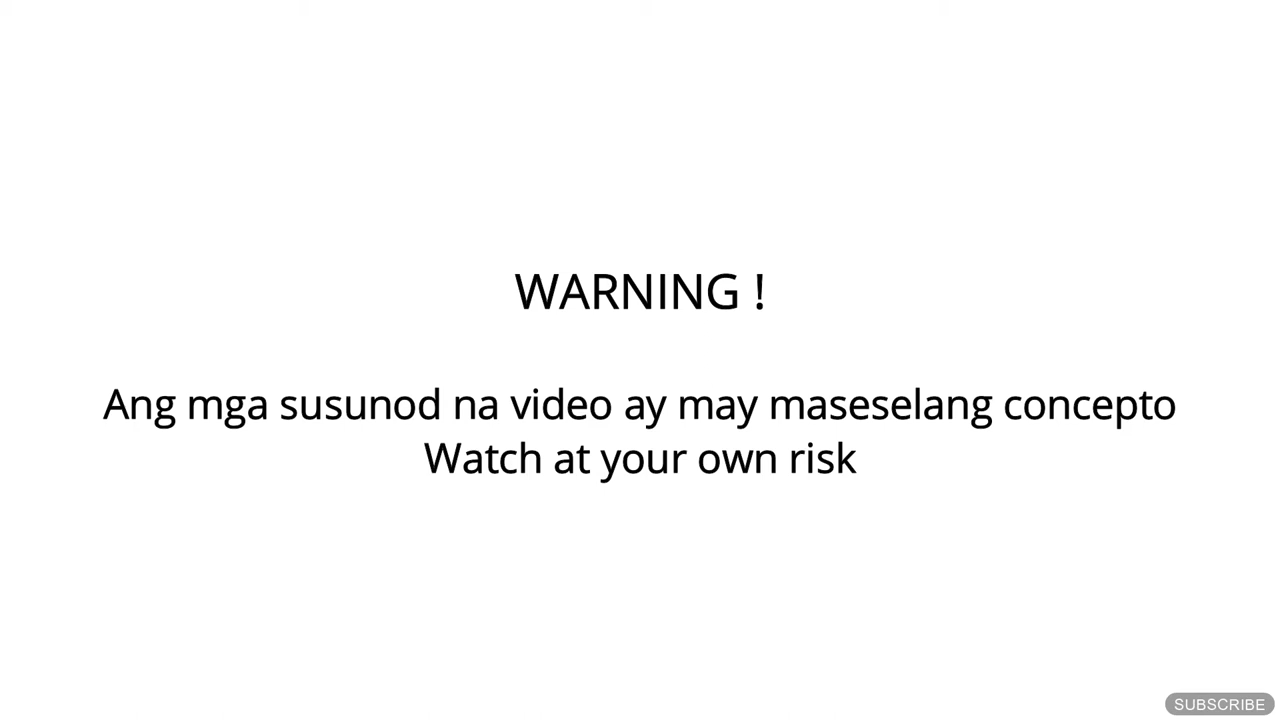 WARNING !
Ang mga susunod na video ay may maseselang concepto
Watch at your own risk
SUBSCRIBE